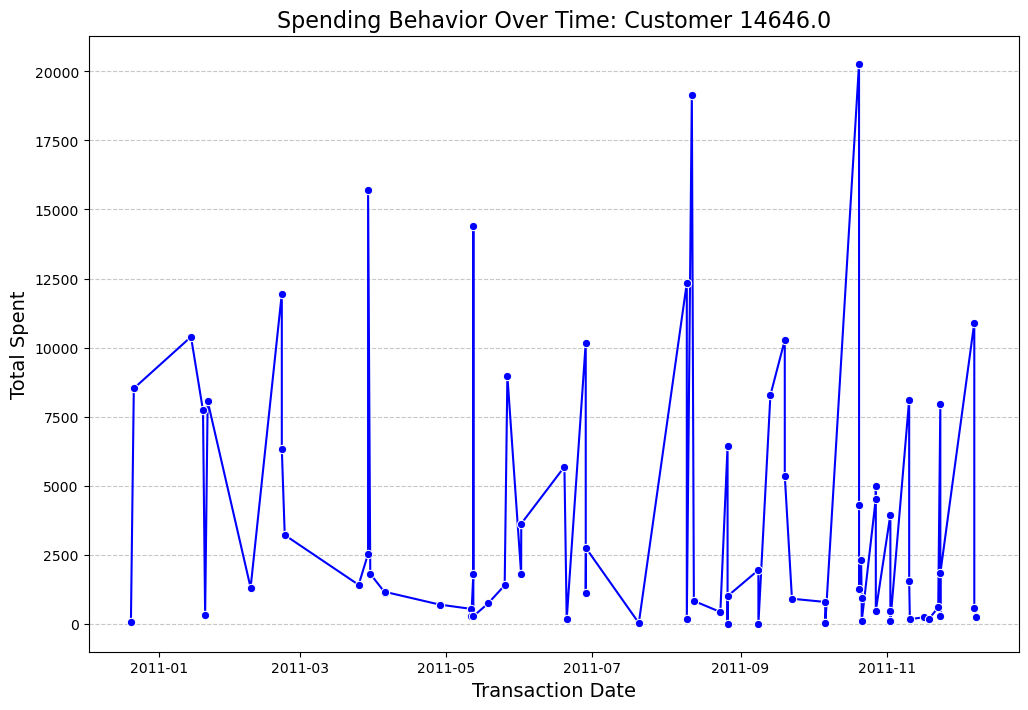 Spending Behavior Over Time: Customer 14646.0
Total Spent
20000
17500
15000
12500
10000
7500
5000
2500
0
2011-01 2011-03 2011-05 2011-07 2011-09 2011-11
Transaction Date